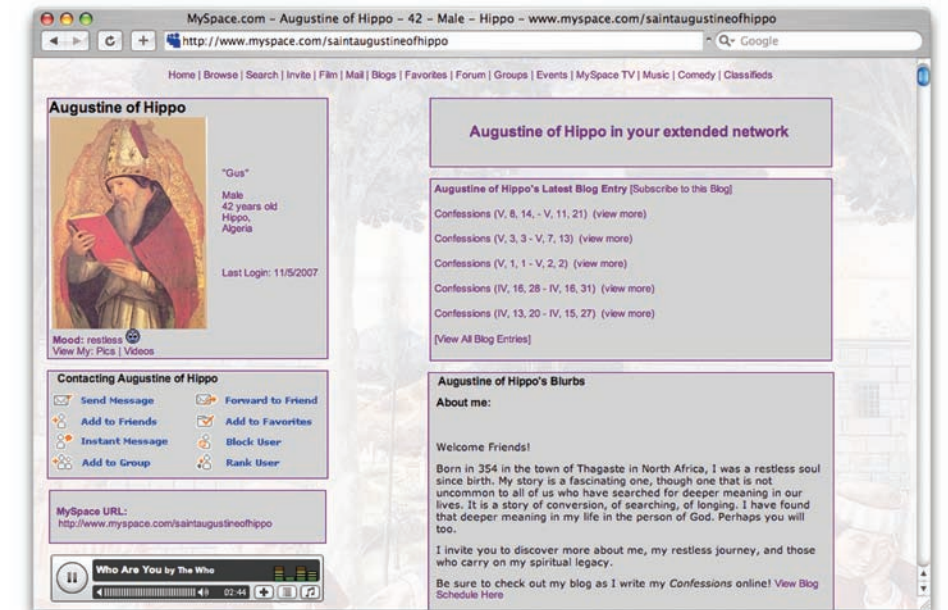 MySpace.com – Augustine of Hippo – 42 – Male – Hippo – www.myspace.com/saintaugustineofhippo
http://www.myspace.com/saintaugustineofhippo
Google
Home | Browse | Search | Invite | Film | Mail | Blogs | Favorites | Forum | Groups | Events | MySpace TV | Music | Comedy | Classifieds
Augustine of Hippo
"Gus"
Male
42 years old
Hippo,
Algeria
Last Login: 11/5/2007
Mood: restless
View My: Pics | Videos
Contacting Augustine of Hippo
Send Message
Forward to Friend
Add to Friends
Add to Favorites
Instant Message
Block User
Add to Group
Rank User
MySpace URL:
http://www.myspace.com/saintaugustineofhippo
Who Are You by The Who
02:44
Augustine of Hippo in your extended network
Augustine of Hippo's Latest Blog Entry [Subscribe to this Blog]
Confessions (V, 8, 14, - V, 11, 21) (view more)
Confessions (V, 3, 3 - V, 7, 13) (view more)
Confessions (V, 1, 1 - V, 2, 2) (view more)
Confessions (IV, 16, 28 - IV, 16, 31) (view more)
Confessions (IV, 13, 20 - IV, 15, 27) (view more)
[View All Blog Entries]
Augustine of Hippo's Blurbs
About me:
Welcome Friends!
Born in 354 in the town of Thagaste in North Africa, I was a restless soul
since birth. My story is a fascinating one, though one that is not
uncommon to all of us who have searched for deeper meaning in our
lives. It is a story of conversion, of searching, of longing. I have found
that deeper meaning in my life in the person of God. Perhaps you will
too.
I invite you to discover more about me, my restless journey, and those
who carry on my spiritual legacy.
Be sure to check out my blog as I write my Confessions online! View Blog
Schedule Here